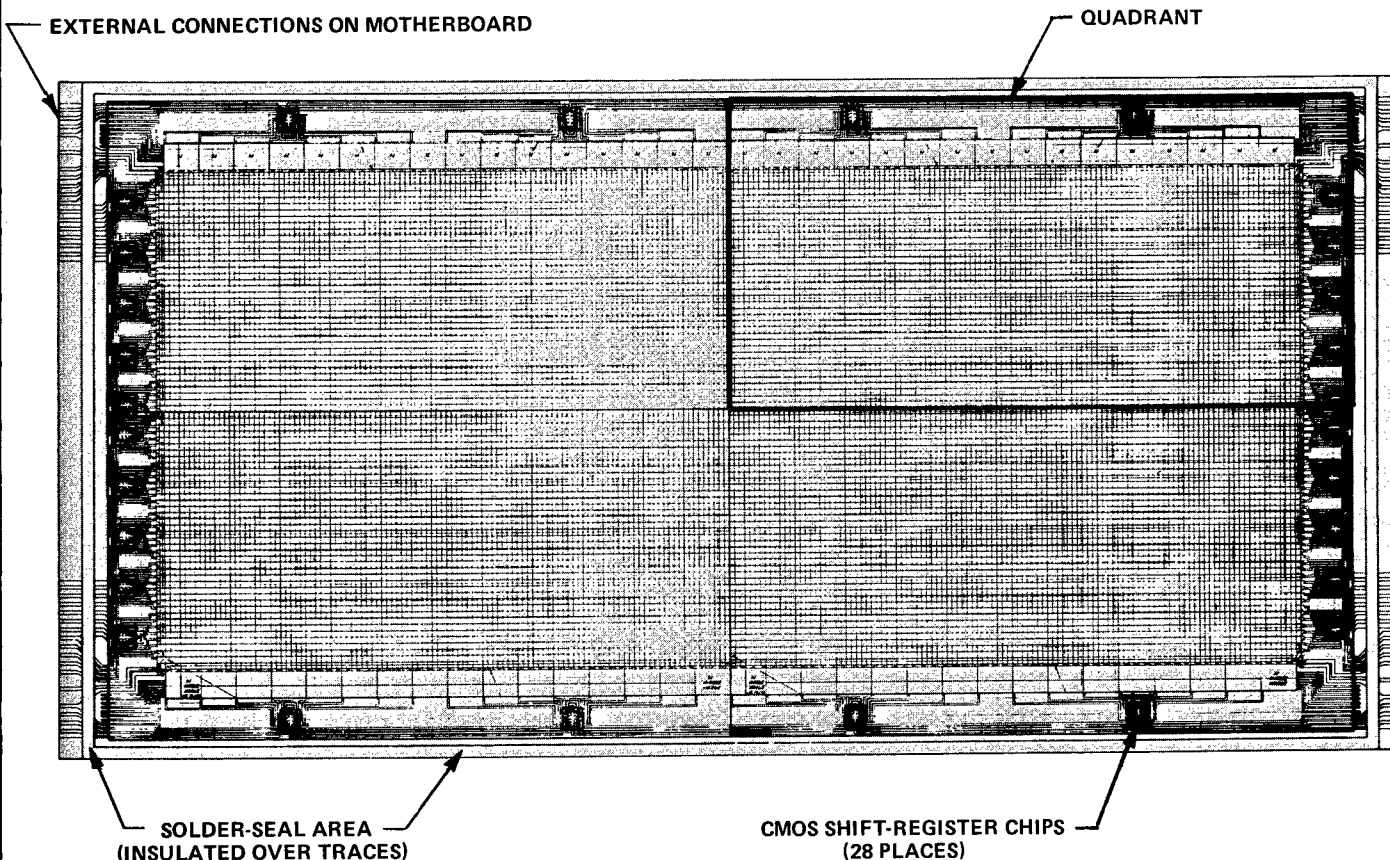 EXTERNAL CONNECTIONS ON MOTHERBOARD
QUADRANT
SOLDER-SEAL AREA
(INSULATED OVER TRACES)
CMOS SHIFT-REGISTER CHIPS
(28 PLACES)